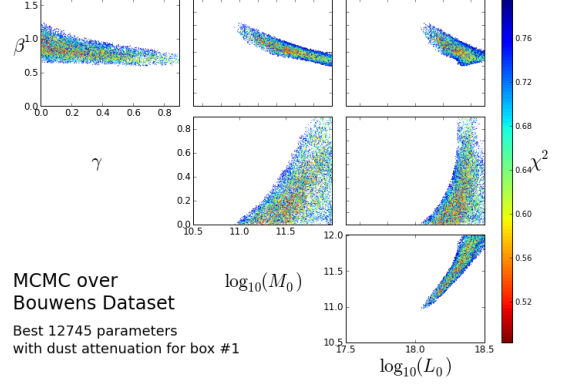 1.5
β 1.0
0.5
0.0
0.0 0.2 0.4 0.6 0.8
0.76
0.72
0.68
0.64
χ²
0.60
0.56
0.52
γ
0.8
0.6
0.4
0.2
0.0
10.5 11.0 11.5
log₁₀(M₀)
12.0
11.5
11.0
10.5
17.5 18.0 18.5
log₁₀(L₀)
MCMC over
Bouwens Dataset
Best 12745 parameters
with dust attenuation for box #1